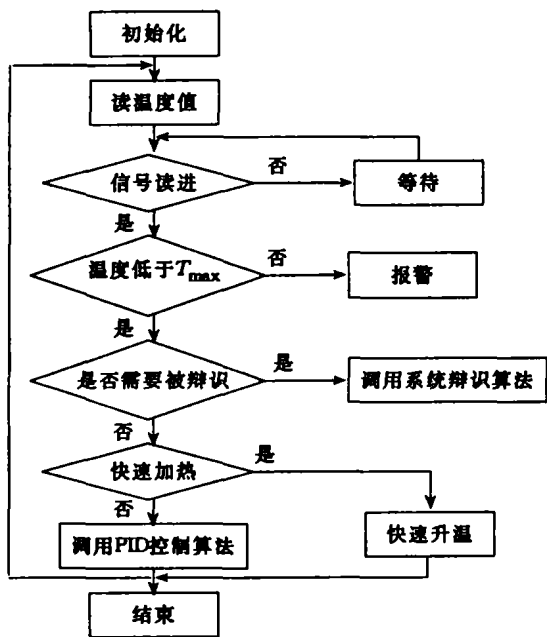 初始化
读温度值
信号读进
否
等待
是
温度低于Tmax
否
报警
是
是否需要被辩识
是
调用系统辩识算法
否
快速加热
是
否
调用PID控制算法
快速升温
结束